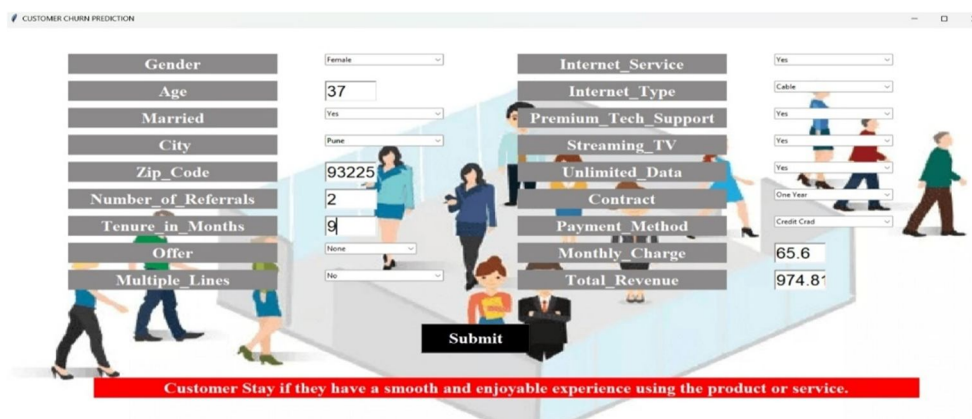 CUSTOMER CHURN PREDICTION
Gender Female Internet_Service Yes
Age 37 Internet_Type Cable
Married Yes Premium_Tech_Support Yes
City Pune Streaming_TV Yes
Zip_Code 93225 Unlimited_Data Yes
Number_of_Referrals 2 Contract One Year
Tenure_in_Months 9 Payment_Method Credit Crad
Offer None Monthly_Charge 65.6
Multiple_Lines No Total_Revenue 974.81
Submit
Customer Stay if they have a smooth and enjoyable experience using the product or service.